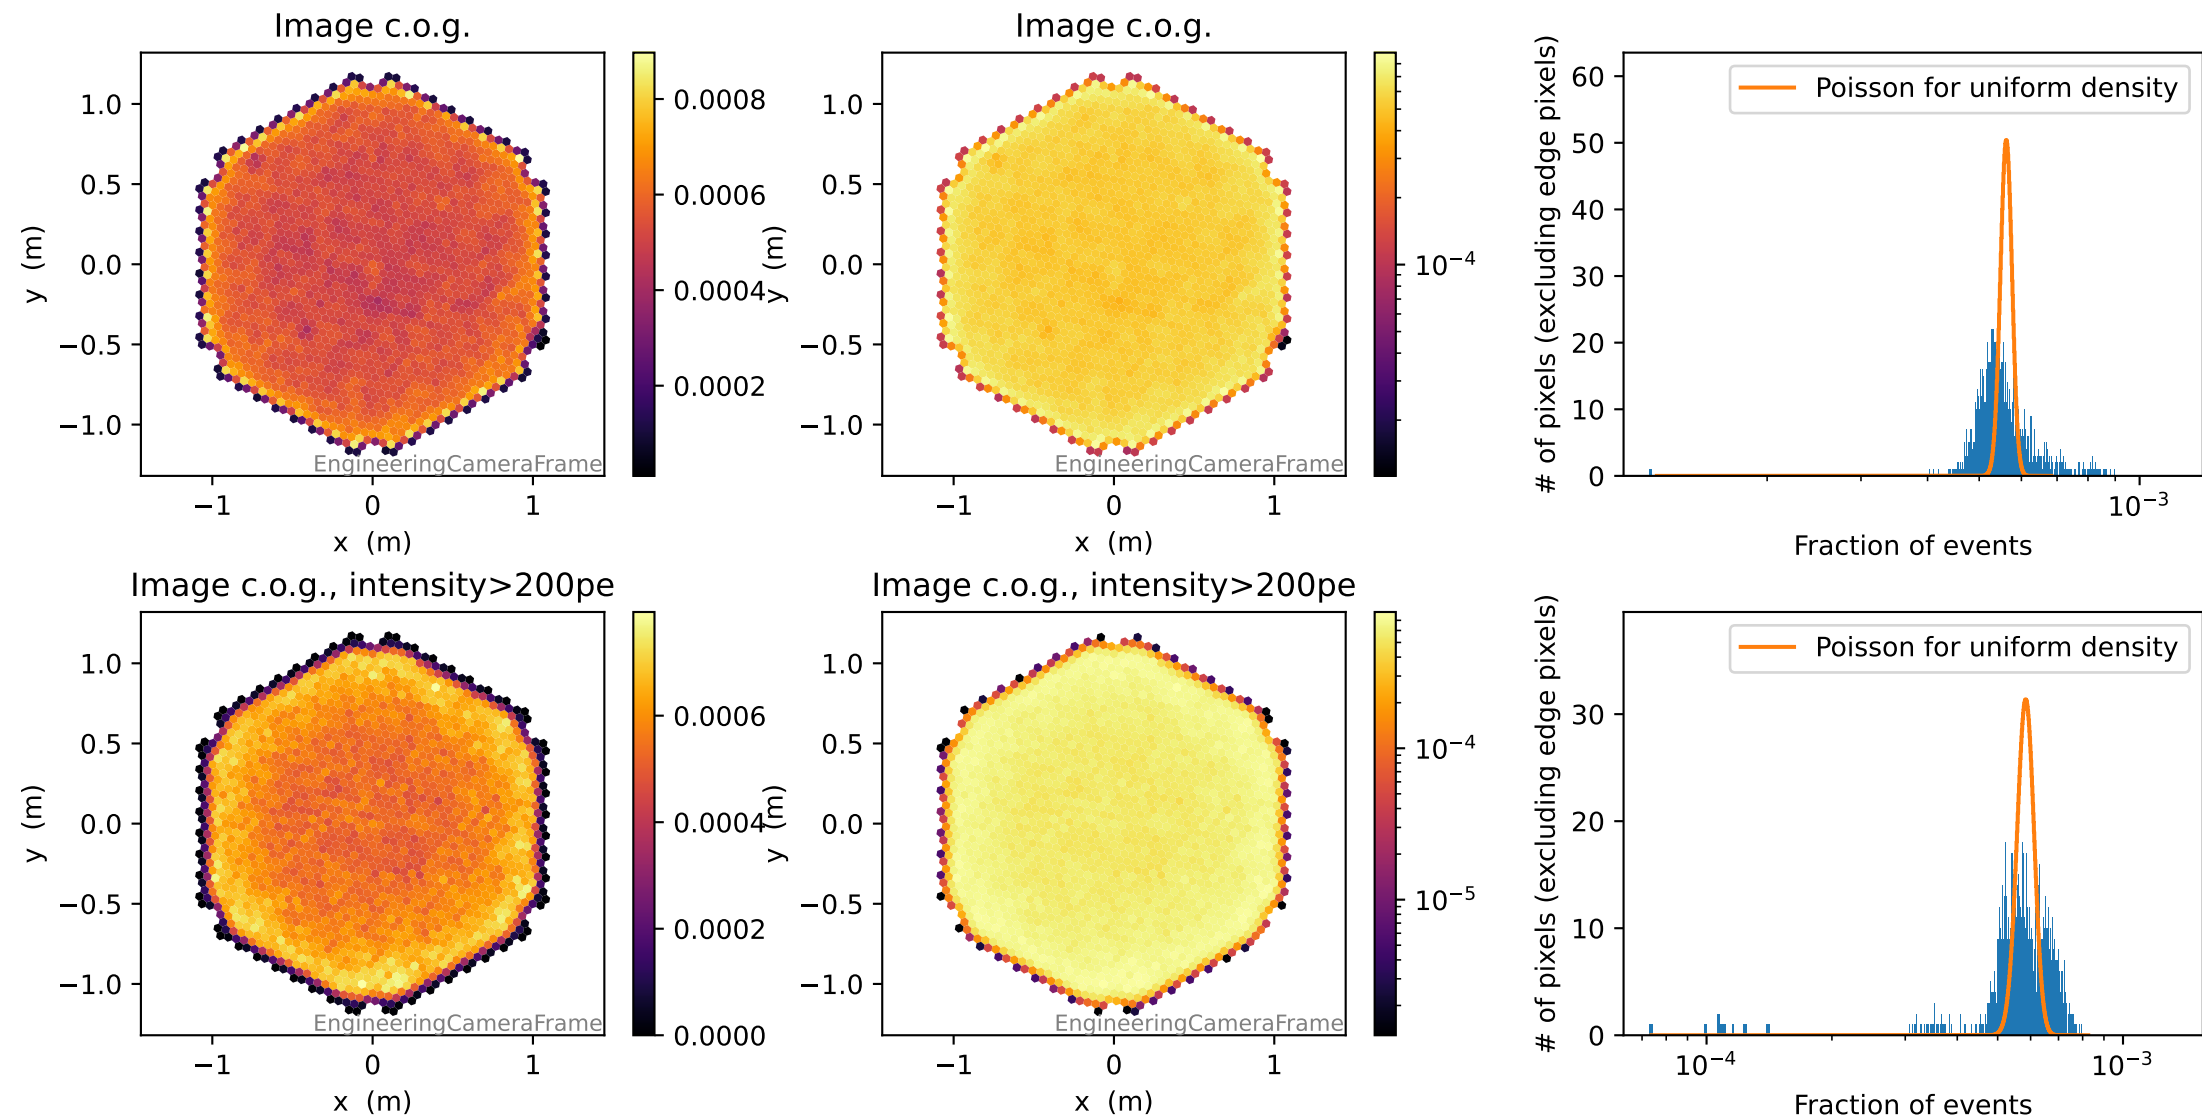 Image c.o.g.
1.0
0.5
0.0
−0.5
−1.0
y (m)
−1 0 1
x (m)
EngineeringCameraFrame
0.0008
0.0006
0.0004
0.0002
Image c.o.g.
1.0
0.5
0.0
−0.5
−1.0
y (m)
−1 0 1
x (m)
EngineeringCameraFrame
10⁻⁴
# of pixels (excluding edge pixels)
60
50
40
30
20
10
0
Poisson for uniform density
10⁻³
Fraction of events
Image c.o.g., intensity>200pe
1.0
0.5
0.0
−0.5
−1.0
y (m)
−1 0 1
x (m)
EngineeringCameraFrame
0.0006
0.0004
0.0002
0.0000
Image c.o.g., intensity>200pe
1.0
0.5
0.0
−0.5
−1.0
y (m)
−1 0 1
x (m)
EngineeringCameraFrame
10⁻⁴
10⁻⁵
# of pixels (excluding edge pixels)
30
20
10
0
Poisson for uniform density
10⁻⁴ 10⁻³
Fraction of events